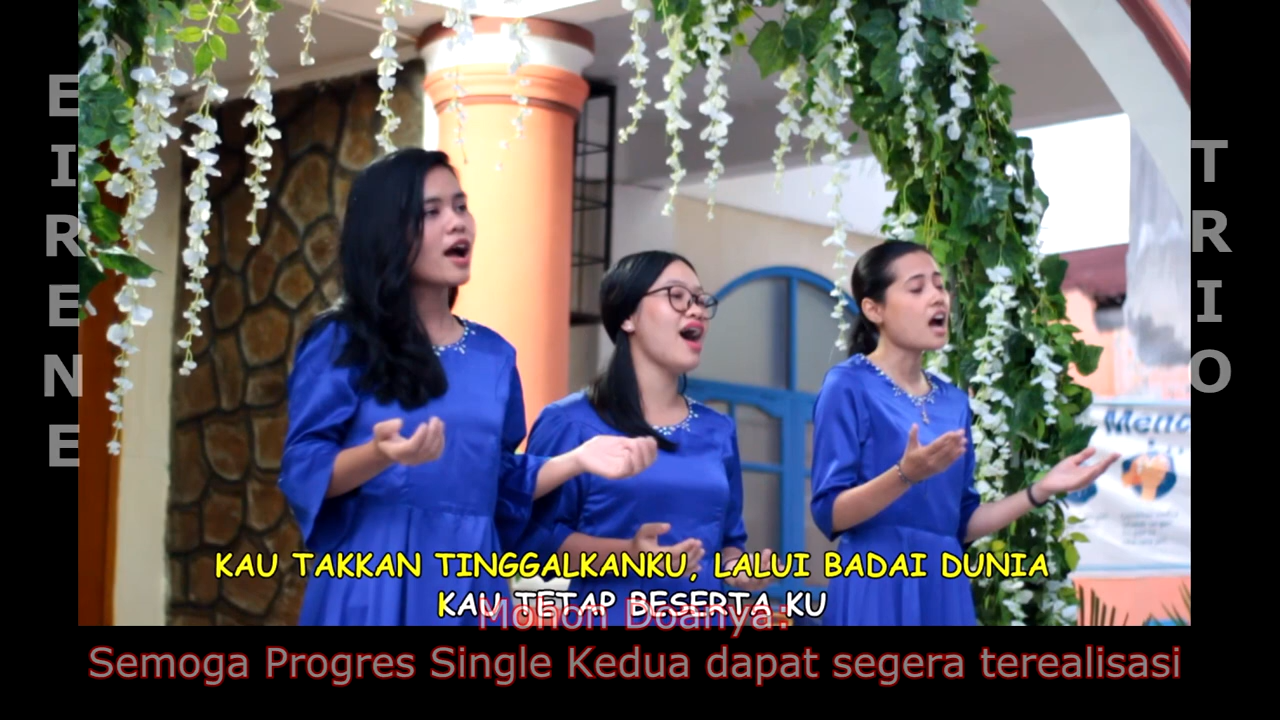 EIRENE
TRIO
Menc
KAU TAKKAN TINGGALKANKU, LALUI BADAI DUNIA
KAU TETAP BESERTA KU
Mohon Doanya:
Semoga Progres Single Kedua dapat segera terealisasi